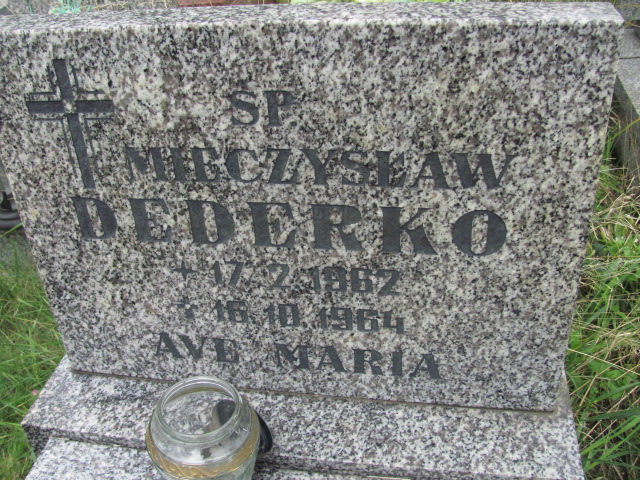 ŚP
MIECZYSŁAW
DEDERKO
* 17.2.1962
+ 16.10.1964
AVE MARIA